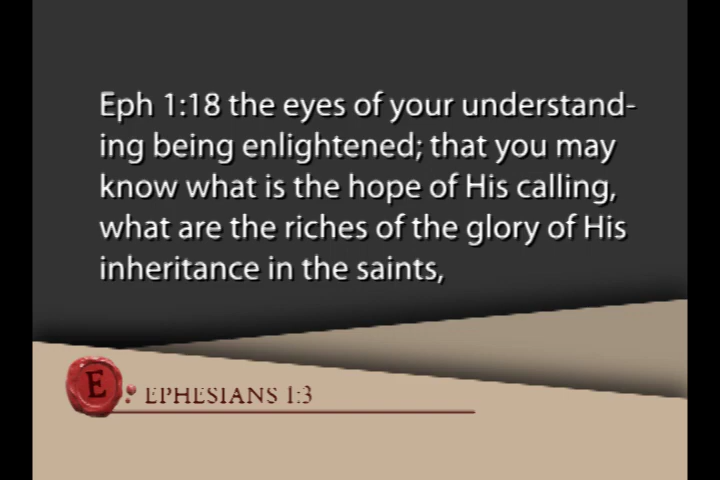 Eph 1:18 the eyes of your understand-
ing being enlightened; that you may
know what is the hope of His calling,
what are the riches of the glory of His
inheritance in the saints,
E
EPHESIANS 1:3